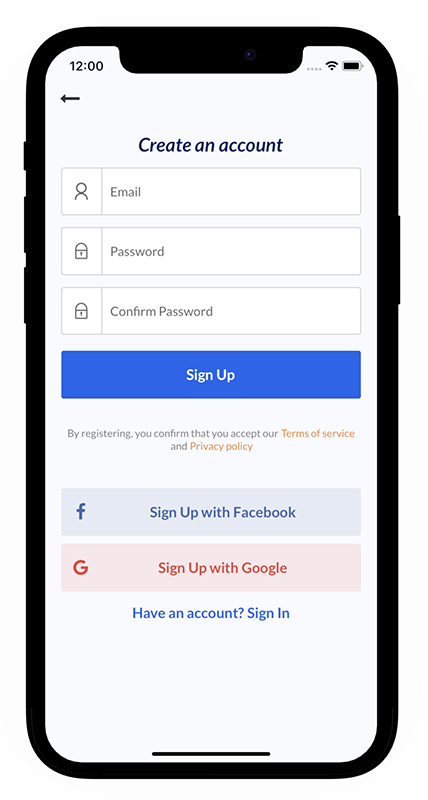 12:00
Create an account
Email
Password
Confirm Password
Sign Up
By registering, you confirm that you accept our Terms of service
and Privacy policy
Sign Up with Facebook
Sign Up with Google
Have an account? Sign In